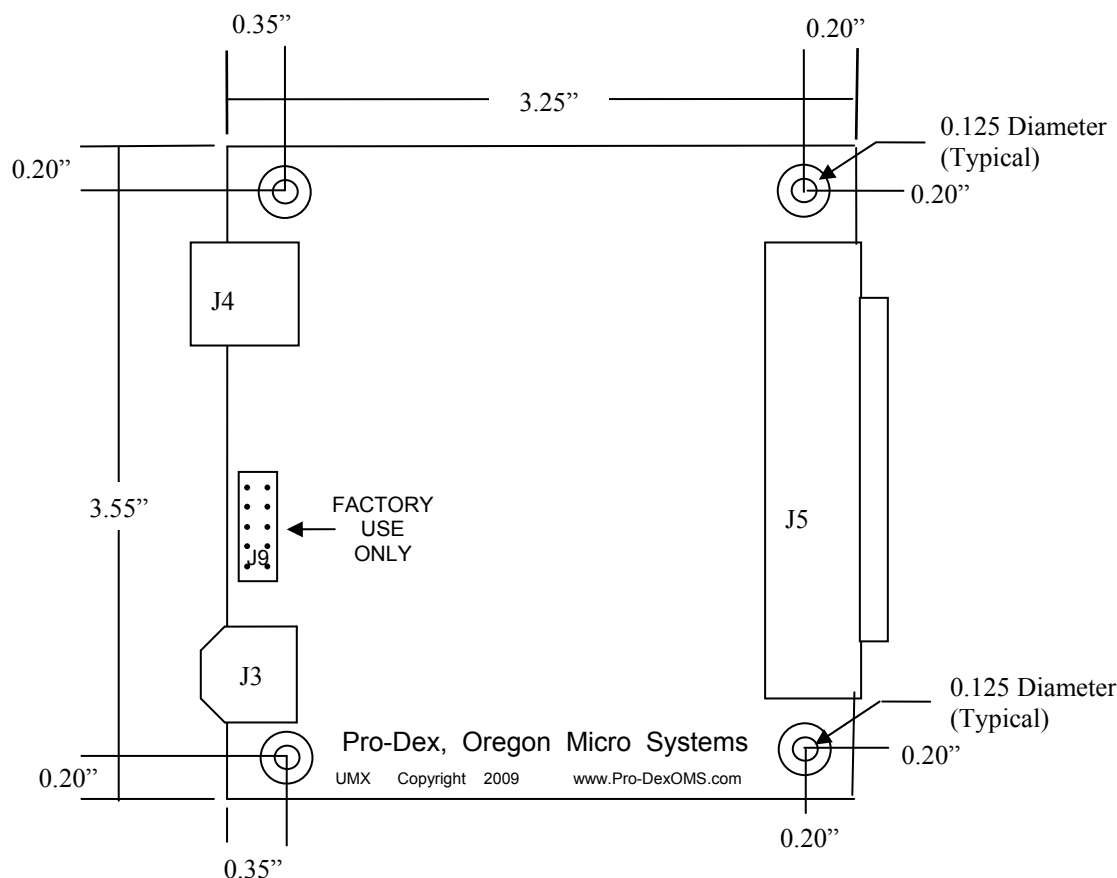 0.35”
0.20”
3.25”
0.125 Diameter
(Typical)
0.20”
0.20”
J4
3.55”
J9
FACTORY
USE
ONLY
J5
J3
0.125 Diameter
(Typical)
Pro-Dex, Oregon Micro Systems
UMX Copyright 2009 www.Pro-DexOMS.com
0.20”
0.20”
0.20”
0.35”